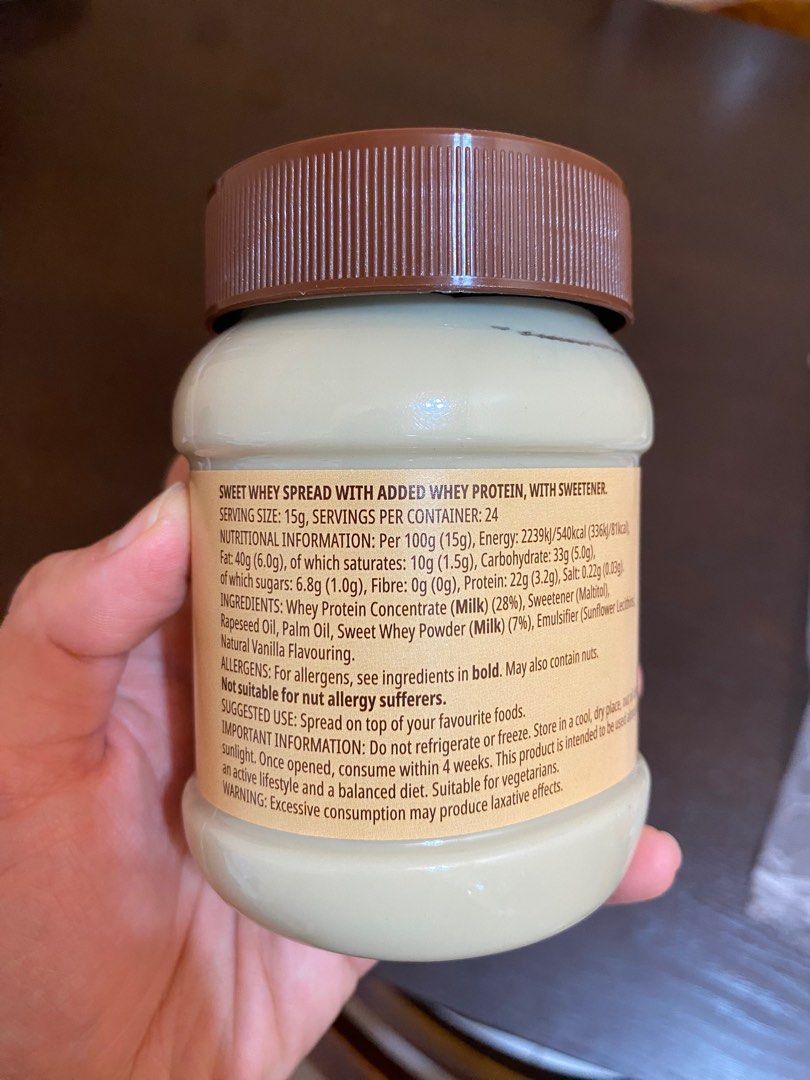 SWEET WHEY SPREAD WITH ADDED WHEY PROTEIN, WITH SWEETENER.
SERVING SIZE: 15g, SERVINGS PER CONTAINER: 24
NUTRITIONAL INFORMATION: Per 100g (15g), Energy: 2239kJ/540kcal (336kJ/81kcal),
Fat: 40g (6.0g), of which saturates: 10g (1.5g), Carbohydrate: 33g (5.0g),
of which sugars: 6.8g (1.0g), Fibre: 0g (0g), Protein: 22g (3.2g), Salt: 0.22g (0.03g).
INGREDIENTS: Whey Protein Concentrate (Milk) (28%), Sweetener (Maltitol),
Rapeseed Oil, Palm Oil, Sweet Whey Powder (Milk) (7%), Emulsifier (Sunflower Lecithins),
Natural Vanilla Flavouring.
ALLERGENS: For allergens, see ingredients in bold. May also contain nuts.
Not suitable for nut allergy sufferers.
SUGGESTED USE: Spread on top of your favourite foods.
IMPORTANT INFORMATION: Do not refrigerate or freeze. Store in a cool, dry place, out of
sunlight. Once opened, consume within 4 weeks. This product is intended to be used
an active lifestyle and a balanced diet. Suitable for vegetarians.
WARNING: Excessive consumption may produce laxative effects.